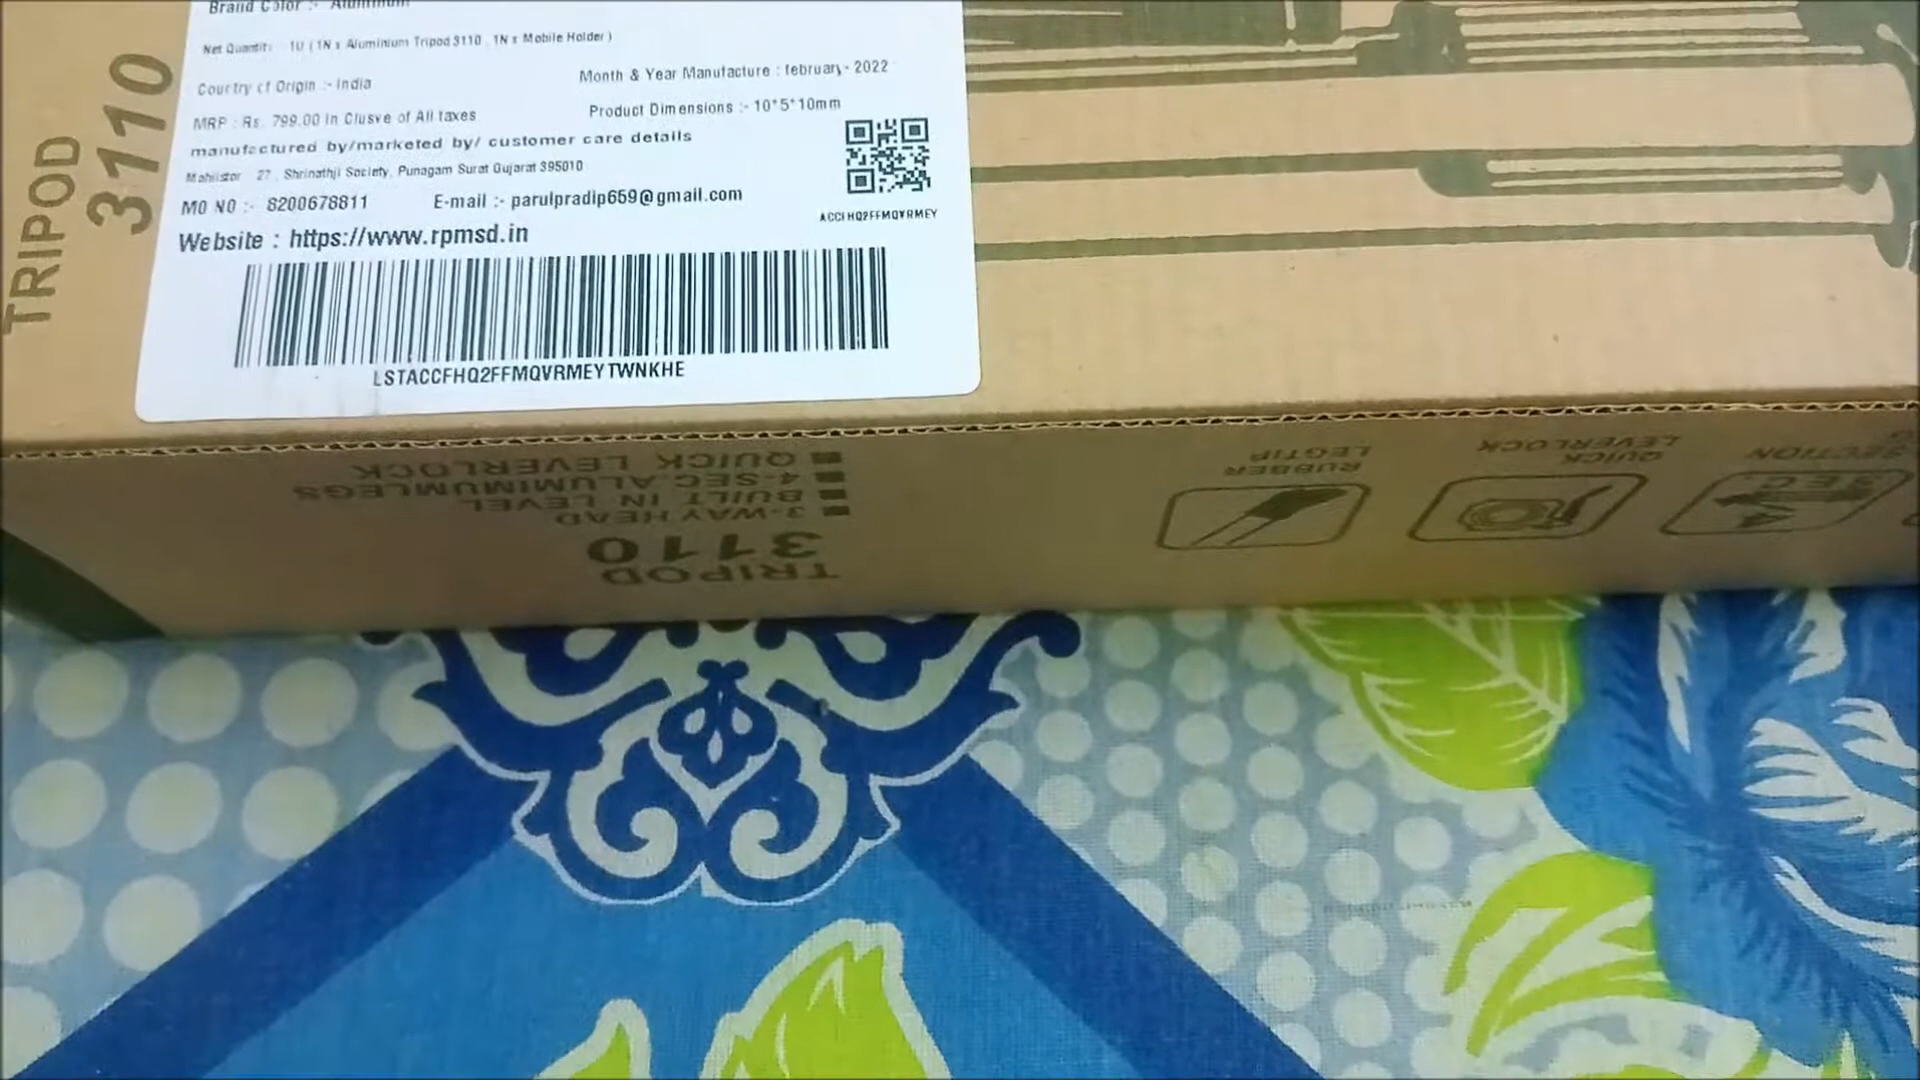 Brand Color :- Aluminum
Net Quantit: 1U ( 1N x Aluminium Tripod 3110 , 1N x Mobile Holder )
Country of Origin :- India
Month & Year Manufacture : february - 2022
MRP : Rs. 799.00 In Clusve of All taxes
Product Dimensions :- 10*5*10mm
manufactured by/marketed by/ customer care details
27 , Shrinathji Society, Punagam Surat Gujarat 395010
MO NO :- 8200678811
E-mail :- parulpradip659@gmail.com
Website : https://www.rpmsd.in
LSTACCFHQ2FFMQVRMEYTWNKHE
TRIPOD
3110
TRIPOD
3110
3-WAY HEAD
BUILT IN LEVEL
4-SEC.ALUMIMUMLEGS
QUICK LEVERLOCK
RUBBER
LEGTIP
QUICK
LEVERLOCK
SEC.
SECTION